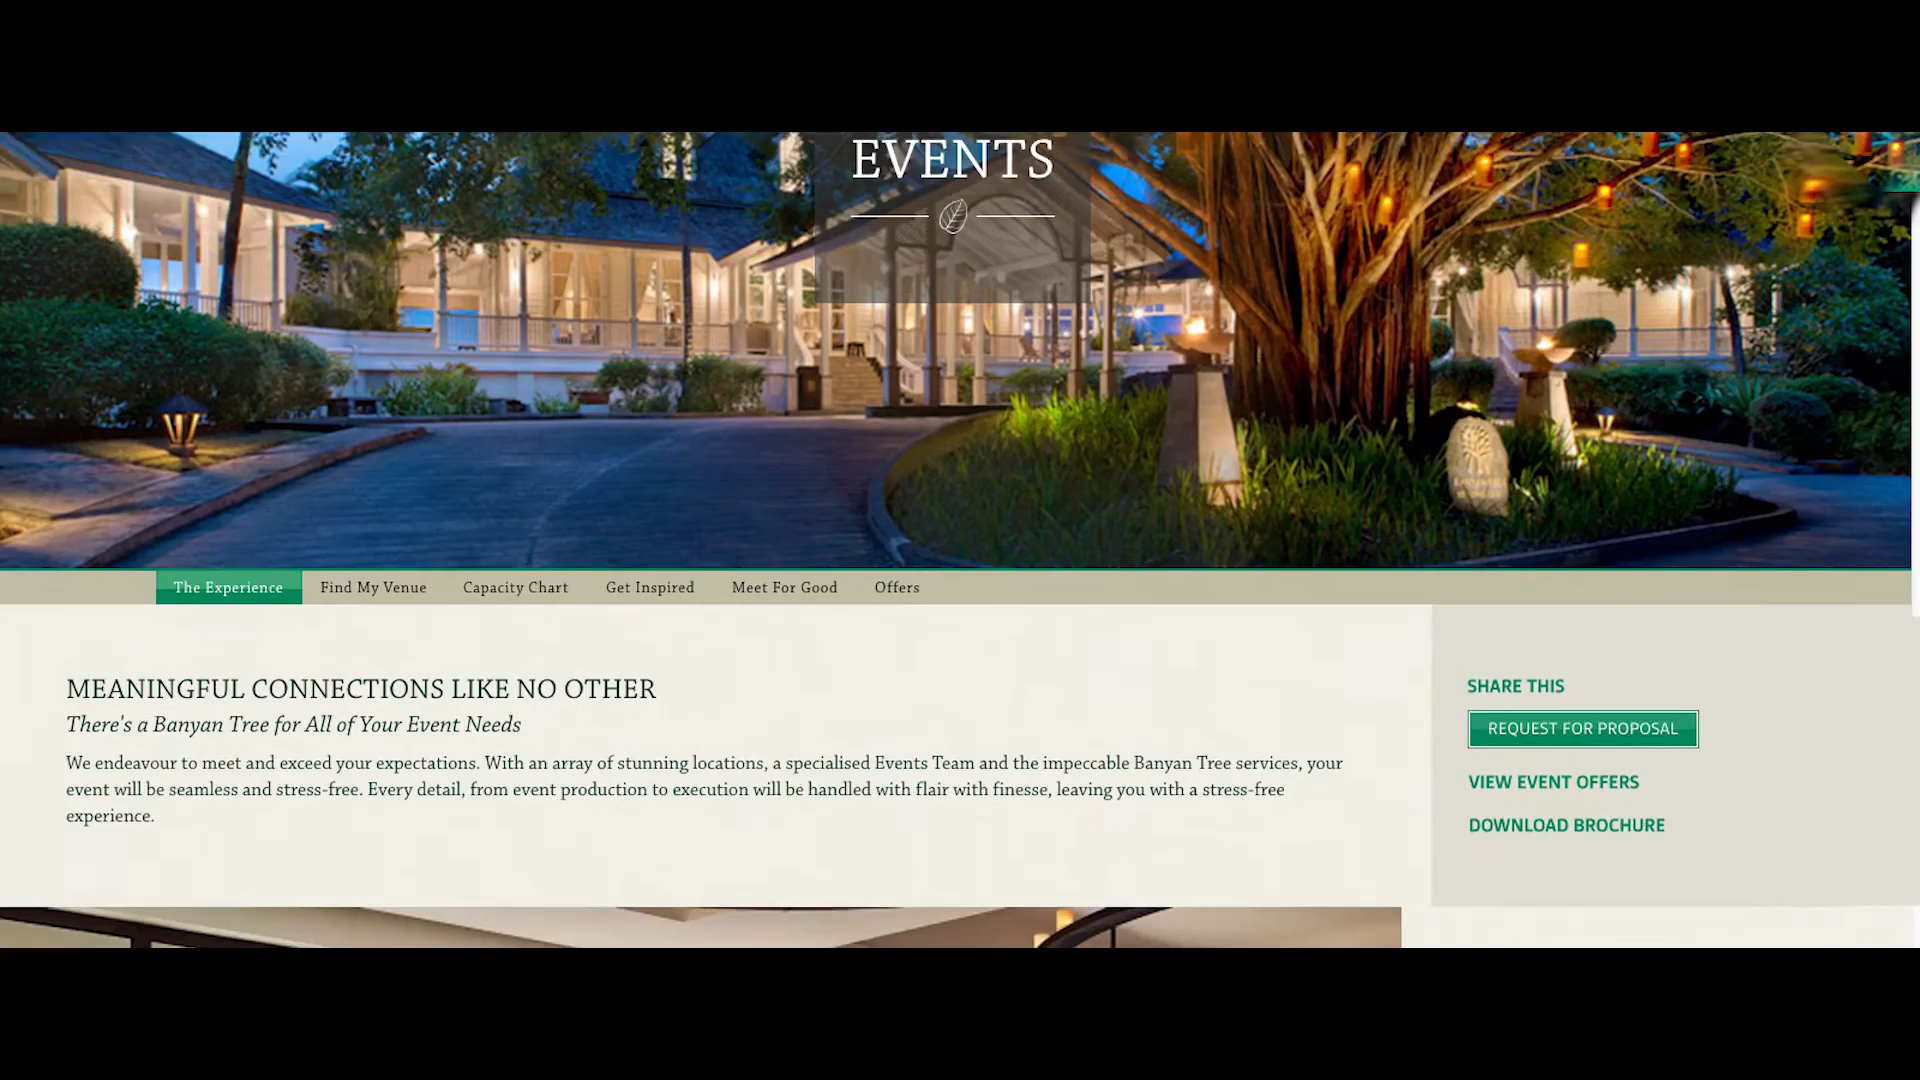 EVENTS
The Experience
Find My Venue
Capacity Chart
Get Inspired
Meet For Good
Offers
MEANINGFUL CONNECTIONS LIKE NO OTHER
There's a Banyan Tree for All of Your Event Needs
We endeavour to meet and exceed your expectations. With an array of stunning locations, a specialised Events Team and the impeccable Banyan Tree services, your
event will be seamless and stress-free. Every detail, from event production to execution will be handled with flair with finesse, leaving you with a stress-free
experience.
SHARE THIS
REQUEST FOR PROPOSAL
VIEW EVENT OFFERS
DOWNLOAD BROCHURE